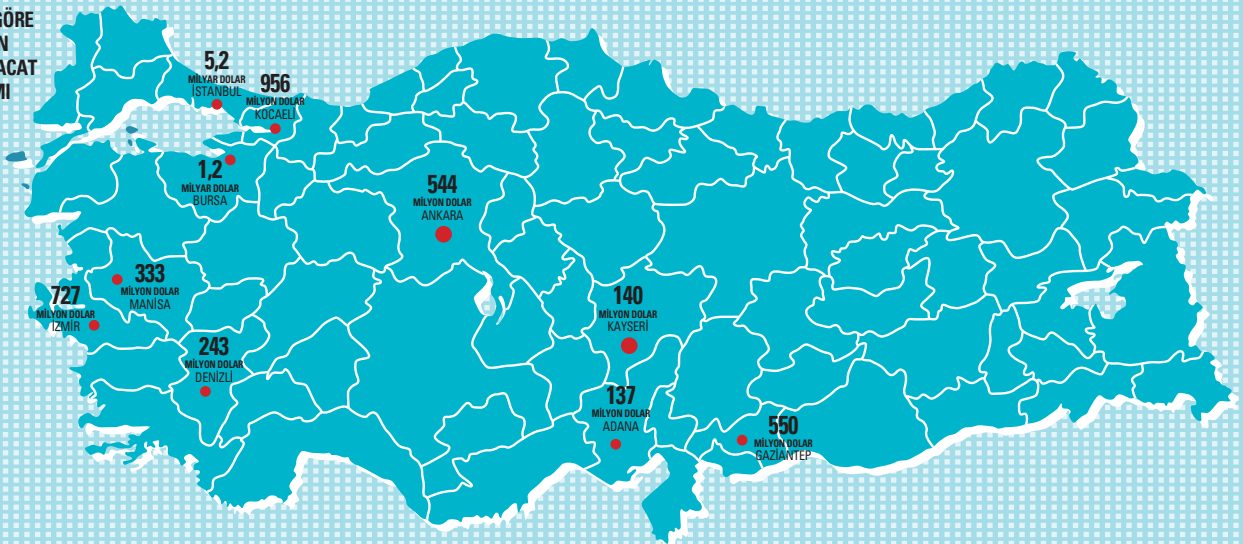 GÖRE
5,2
MİLYAR DOLAR
İSTANBUL
956
MİLYON DOLAR
KOCAELİ
1,2
MİLYAR DOLAR
BURSA
544
MİLYON DOLAR
ANKARA
333
MİLYON DOLAR
MANİSA
727
MİLYON DOLAR
İZMİR
243
MİLYON DOLAR
DENİZLİ
140
MİLYON DOLAR
KAYSERİ
137
MİLYON DOLAR
ADANA
550
MİLYON DOLAR
GAZİANTEP